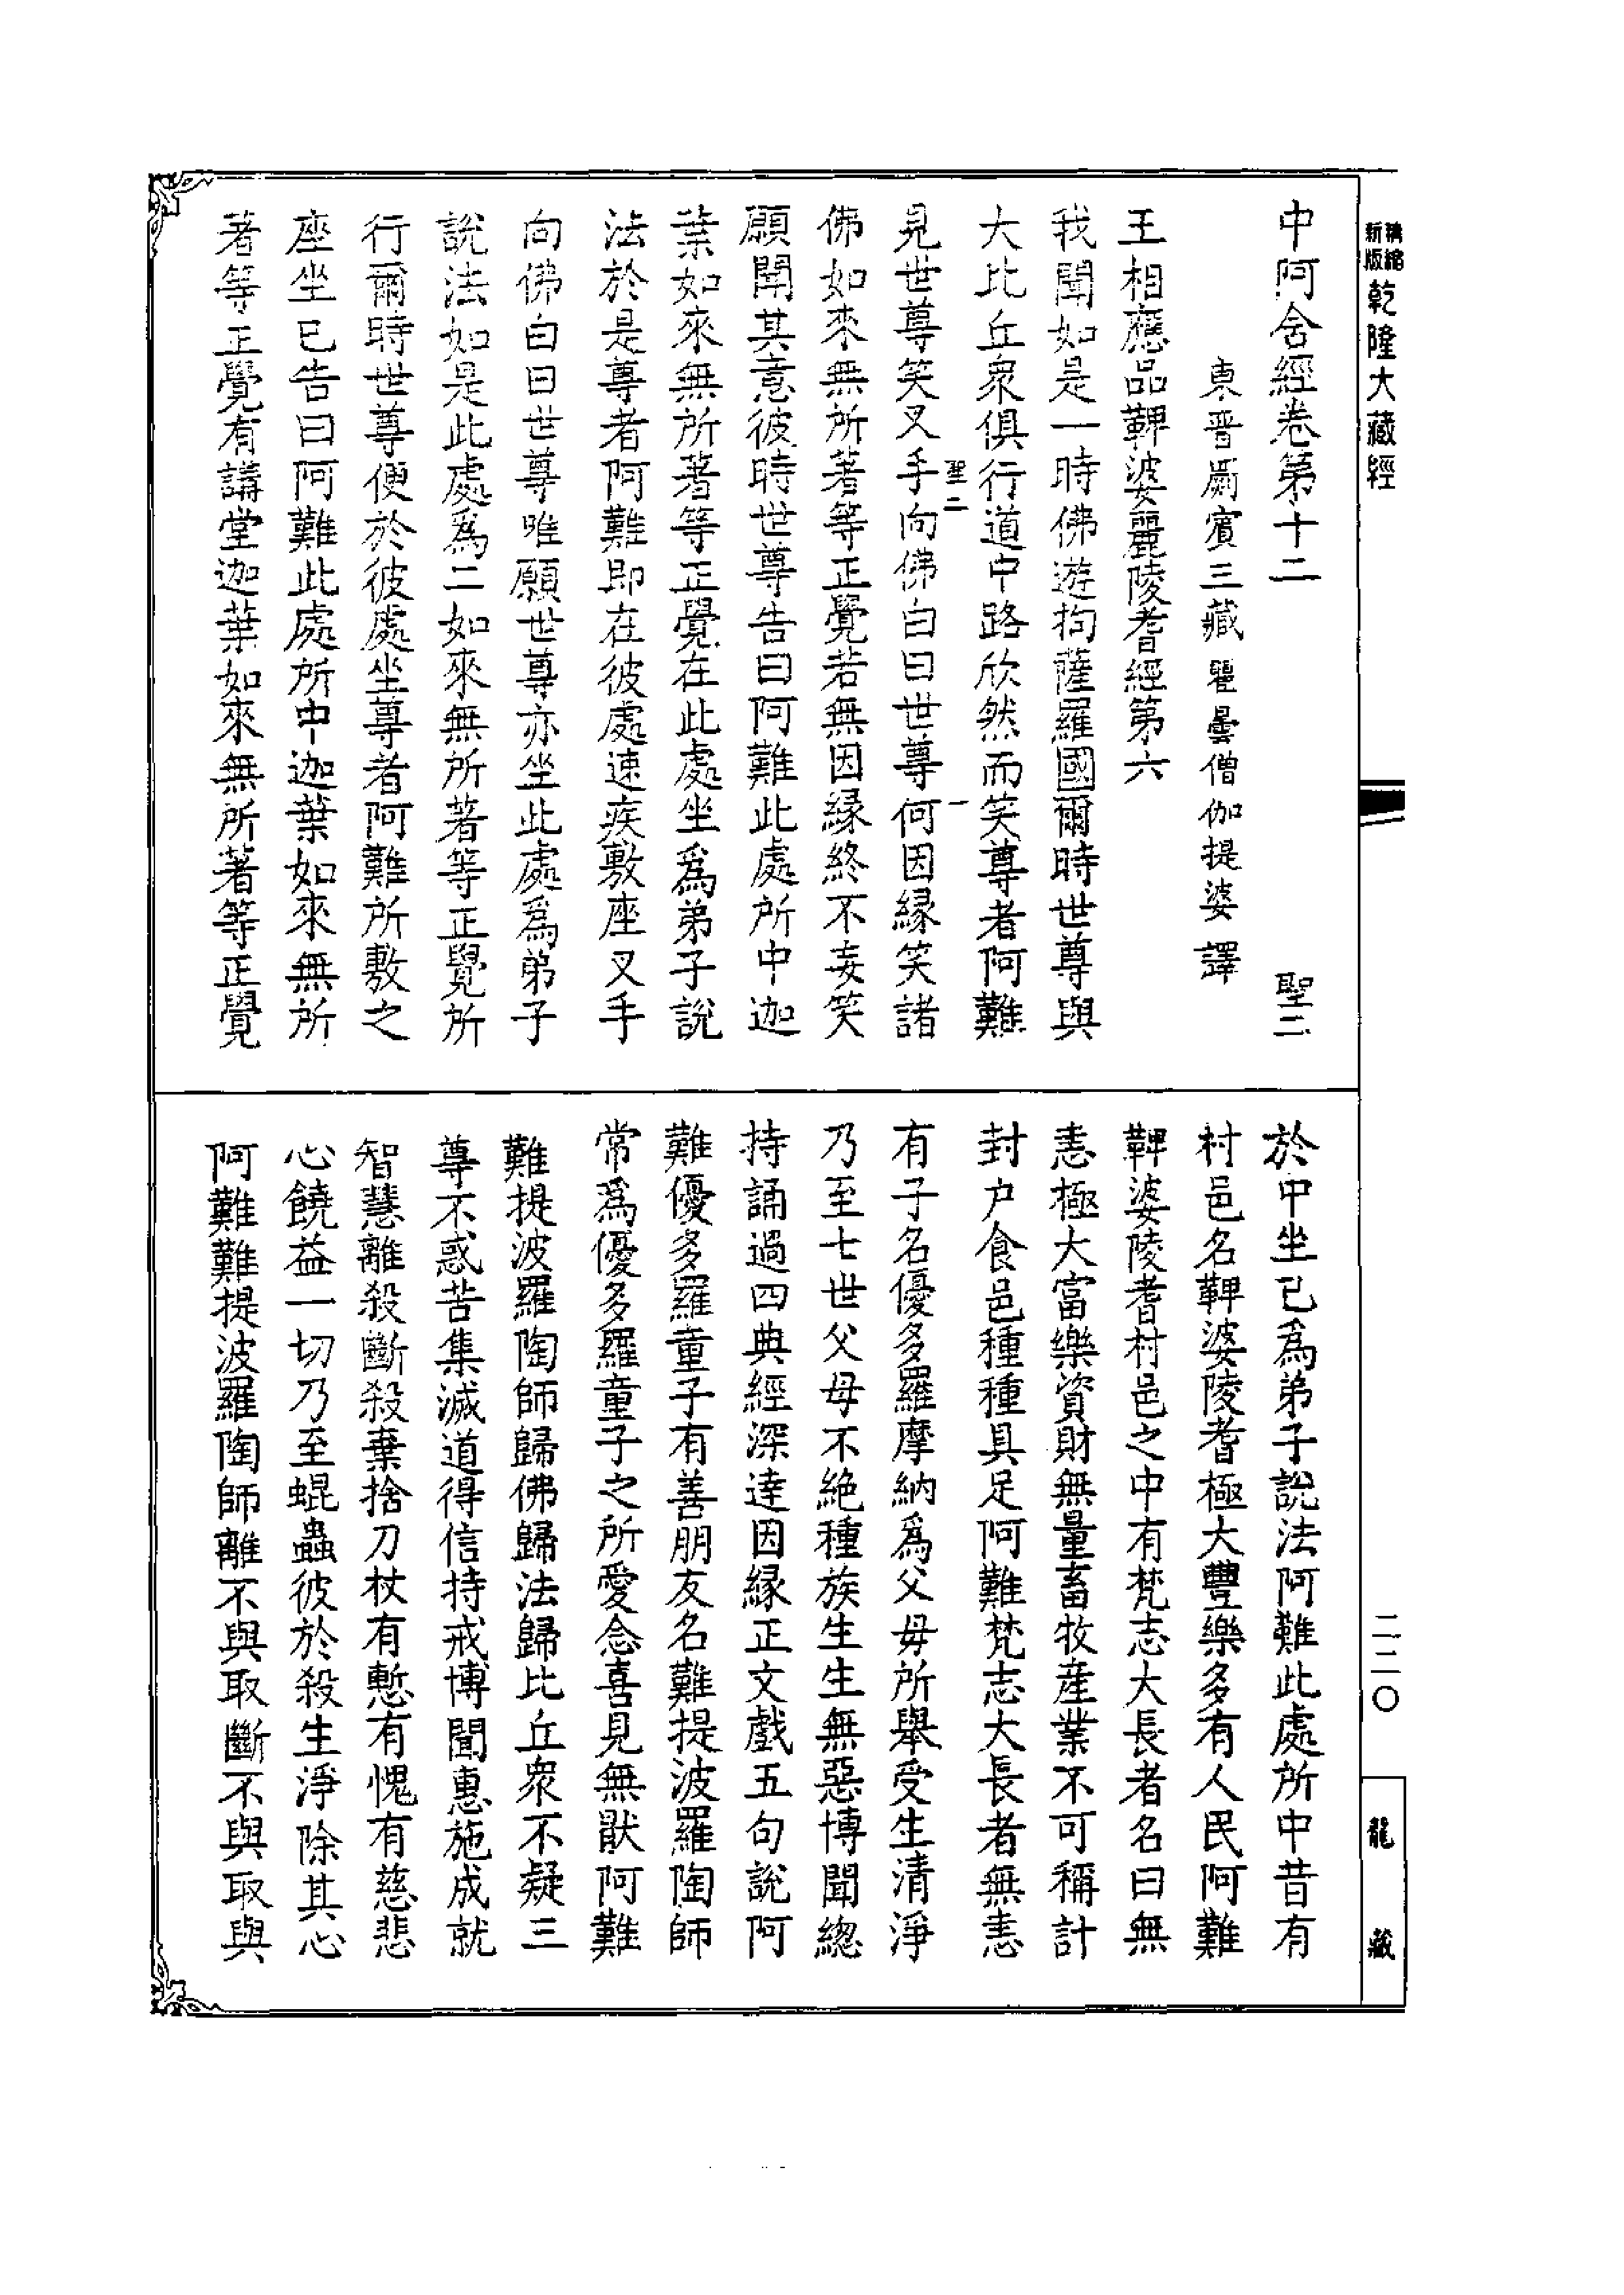 精縮
新版
乾隆大藏經
中阿含經卷第十二　聖二
東晉罽賓三藏瞿曇僧伽提婆譯
王相應品鞞婆麗陵耆經第六
我聞如是一時佛遊拘薩羅國爾時世尊與
大比丘眾俱行道中路欣然而笑尊者阿難
聖二　一
見世尊笑叉手向佛白曰世尊何因緣笑諸
佛如來無所著等正覺若無因緣終不妄笑
願聞其意彼時世尊告曰阿難此處所中迦
葉如來無所著等正覺在此處坐為弟子說
法於是尊者阿難即在彼處速疾敷座叉手
向佛白曰世尊唯願世尊亦坐此處為弟子
說法如是此處為二如來無所著等正覺所
行爾時世尊便於彼處坐尊者阿難所敷之
座坐已告曰阿難此處所中迦葉如來無所
著等正覺有講堂迦葉如來無所著等正覺
於中坐已為弟子說法阿難此處所中昔有
村邑名鞞婆陵耆極大豐樂多有人民阿難
鞞婆陵耆村邑之中有梵志大長者名曰無
恚極大富樂資財無量畜牧產業不可稱計
封户食邑種種具足阿難梵志大長者無恚
有子名優多羅摩納為父母所舉受生清淨
乃至七世父母不絶種族生生無惡博聞總
持誦過四典經深達因緣正文戲五句說阿
難優多羅童子有善朋友名難提波羅陶師
常為優多羅童子之所愛念喜見無猒阿難
難提波羅陶師歸佛歸法歸比丘眾不疑三
尊不惑苦集滅道得信持戒博聞惠施成就
智慧離殺斷殺棄捨刀杖有慙有愧有慈悲
心饒益一切乃至蜫蟲彼於殺生淨除其心
阿難難提波羅陶師離不與取斷不與取與
二二〇
龍藏